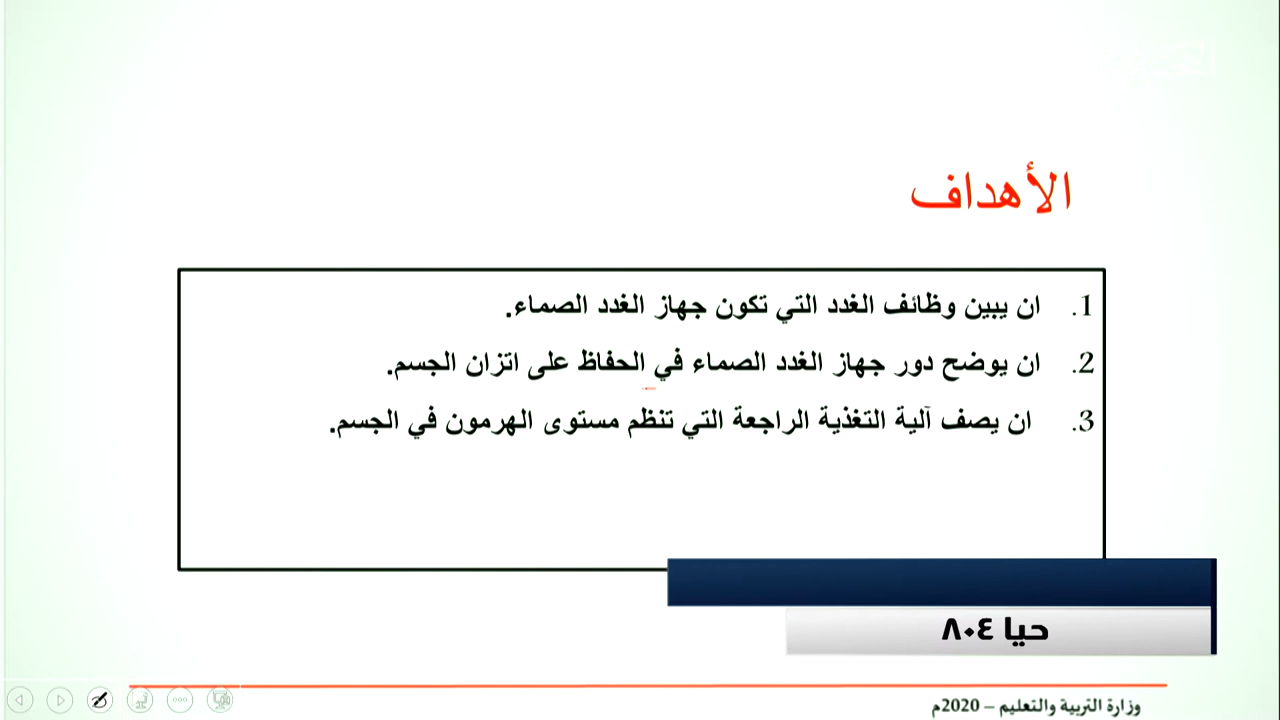 الأهداف
1. ان يبين وظائف الغدد التي تكون جهاز الغدد الصماء.
2. ان يوضح دور جهاز الغدد الصماء في الحفاظ على اتزان الجسم.
3. ان يصف آلية التغذية الراجعة التي تنظم مستوى الهرمون في الجسم.
حيا ٨٠٤
وزارة التربية والتعليم – 2020م